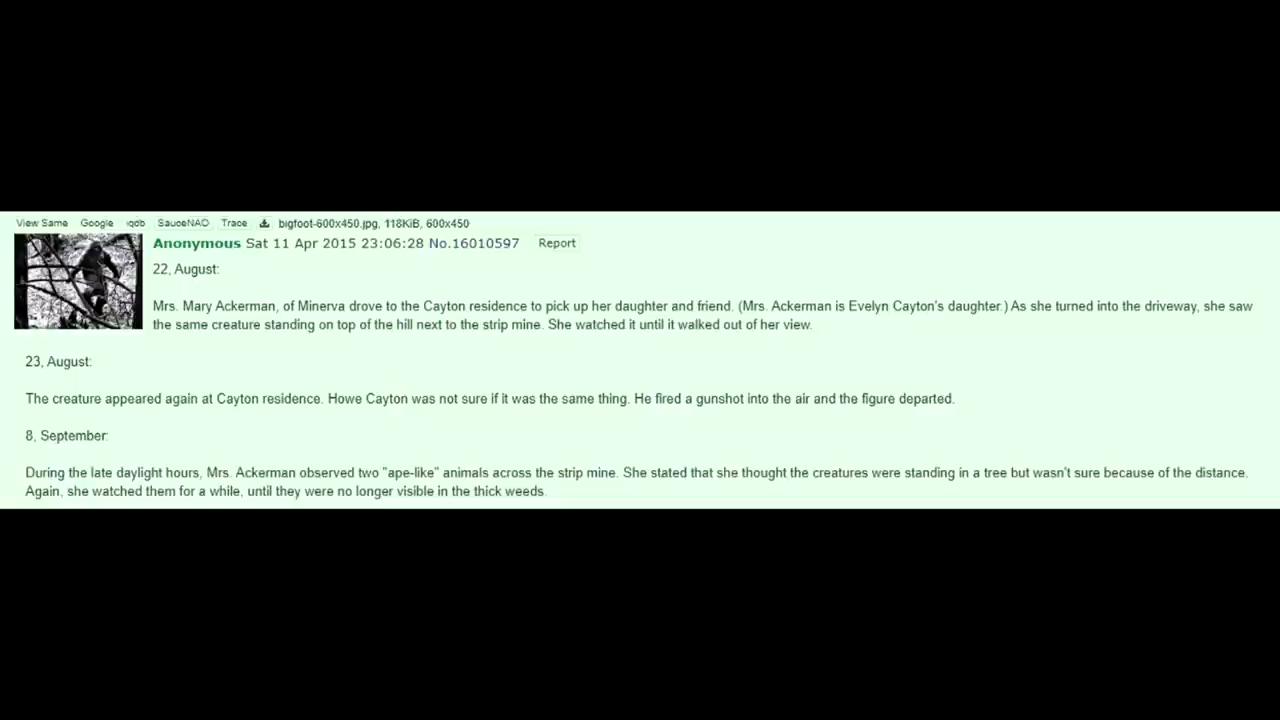 View Same Google iqdb SauceNAO Trace bigfoot-600x450.jpg, 118KiB, 600x450
Anonymous Sat 11 Apr 2015 23:06:28 No.16010597 Report
22, August:
Mrs. Mary Ackerman, of Minerva drove to the Cayton residence to pick up her daughter and friend. (Mrs. Ackerman is Evelyn Cayton's daughter.) As she turned into the driveway, she saw
the same creature standing on top of the hill next to the strip mine. She watched it until it walked out of her view.
23, August:
The creature appeared again at Cayton residence. Howe Cayton was not sure if it was the same thing. He fired a gunshot into the air and the figure departed.
8, September:
During the late daylight hours, Mrs. Ackerman observed two "ape-like" animals across the strip mine. She stated that she thought the creatures were standing in a tree but wasn't sure because of the distance.
Again, she watched them for a while, until they were no longer visible in the thick weeds.